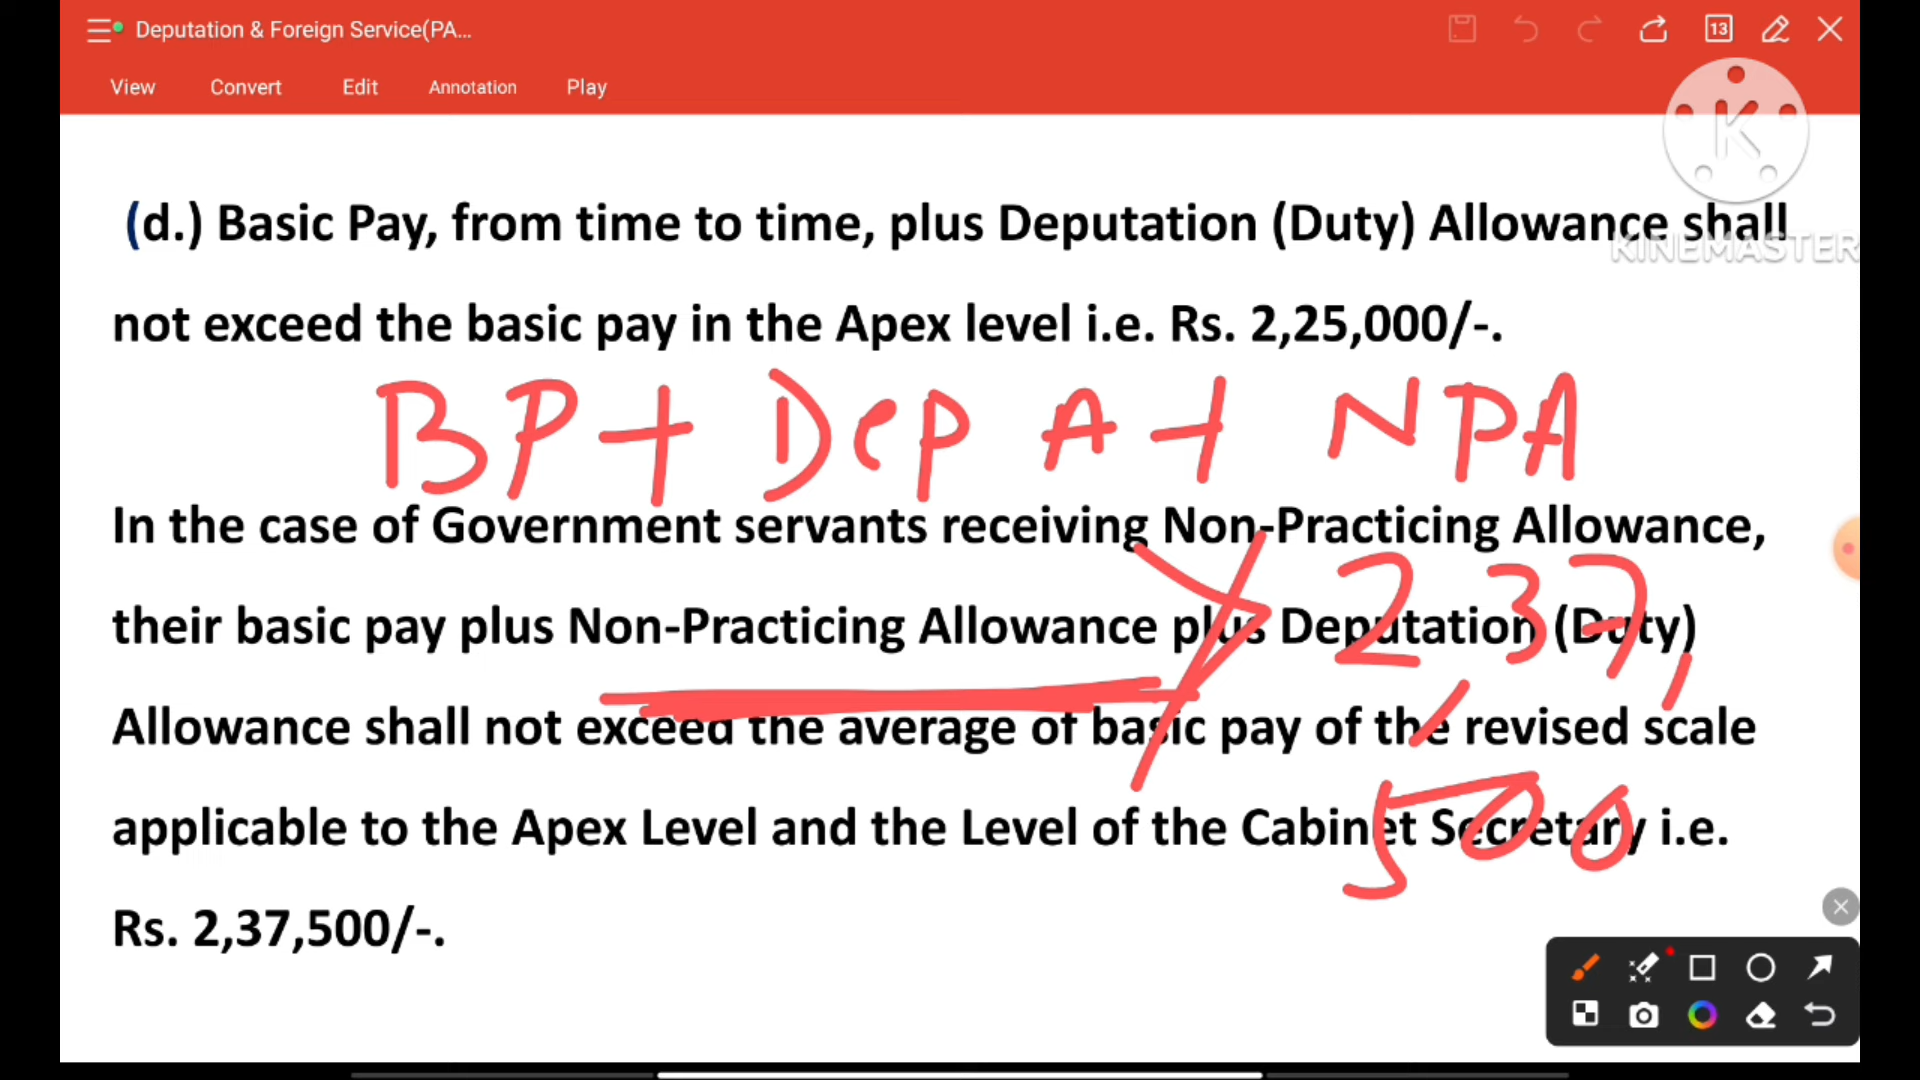 Deputation & Foreign Service(PA...
13
View Convert Edit Annotation Play
K
KINEMASTER
(d.) Basic Pay, from time to time, plus Deputation (Duty) Allowance shall
not exceed the basic pay in the Apex level i.e. Rs. 2,25,000/-.
BP + Dep A + NPA
In the case of Government servants receiving Non-Practicing Allowance,
their basic pay plus Non-Practicing Allowance plus Deputation (Duty)
Allowance shall not exceed the average of basic pay of the revised scale
applicable to the Apex Level and the Level of the Cabinet Secretary i.e.
Rs. 2,37,500/-.
2,37,
500